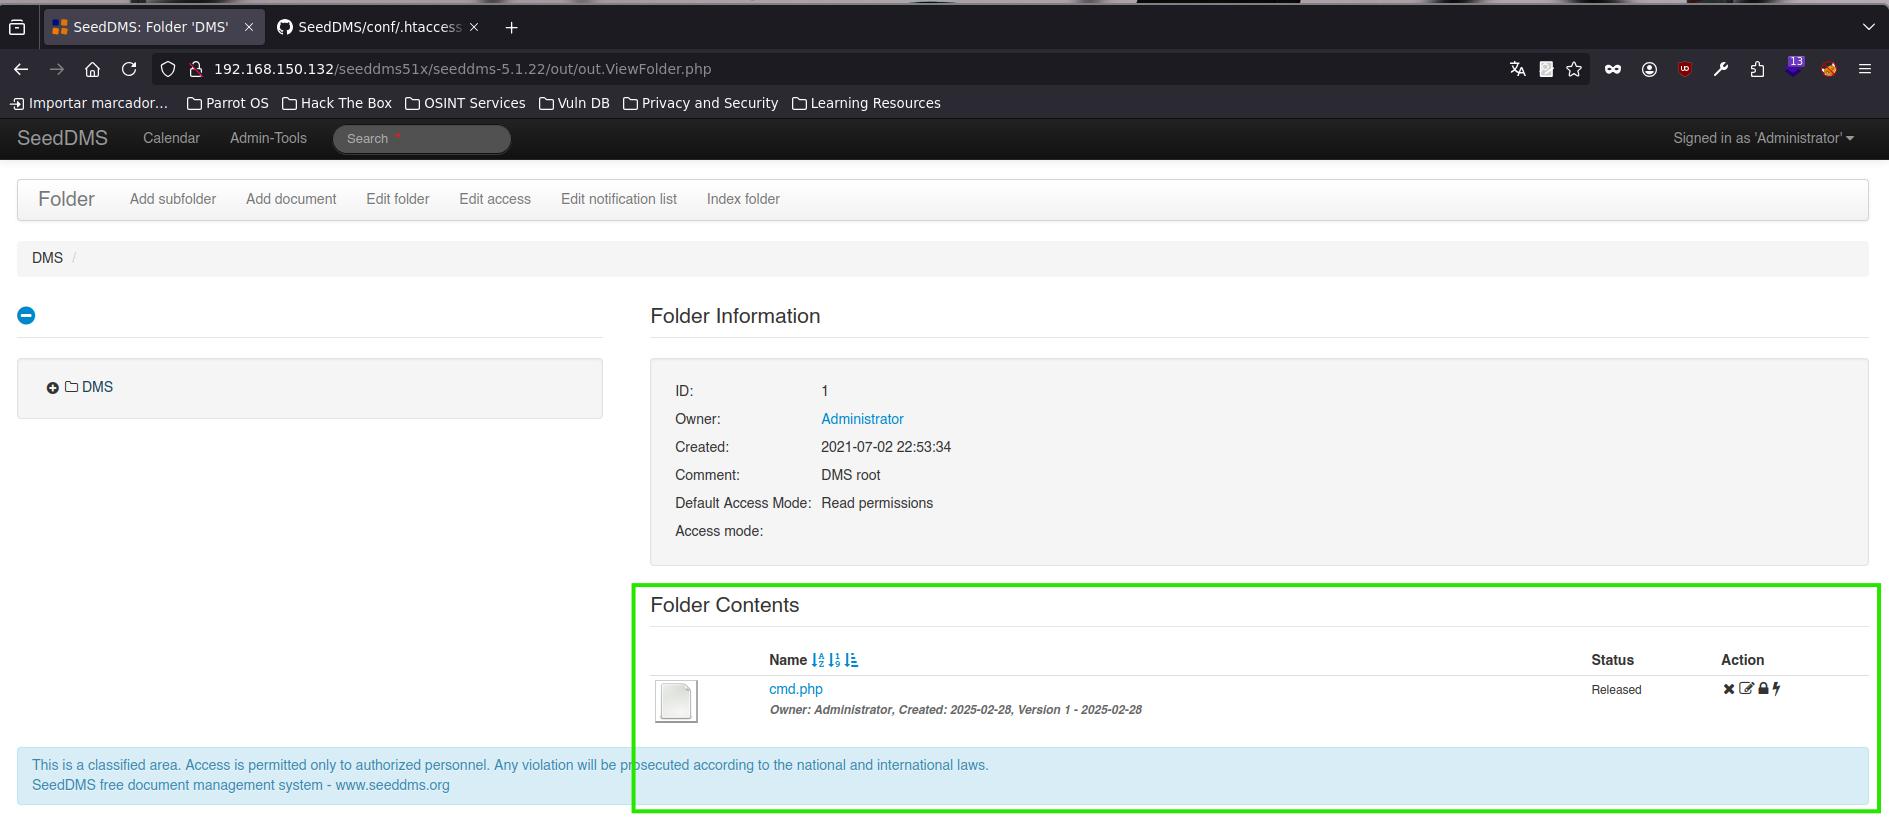 SeedDMS: Folder 'DMS'
SeedDMS/conf/.htaccess
192.168.150.132/seeddms51x/seeddms-5.1.22/out/out.ViewFolder.php
13
Importar marcador...
Parrot OS
Hack The Box
OSINT Services
Vuln DB
Privacy and Security
Learning Resources
SeedDMS
Calendar
Admin-Tools
Search *
Signed in as 'Administrator'
Folder
Add subfolder
Add document
Edit folder
Edit access
Edit notification list
Index folder
DMS /
DMS
Folder Information
ID: 1
Owner: Administrator
Created: 2021-07-02 22:53:34
Comment: DMS root
Default Access Mode: Read permissions
Access mode:
Folder Contents
Name Status Action
cmd.php Released
Owner: Administrator, Created: 2025-02-28, Version 1 - 2025-02-28
This is a classified area. Access is permitted only to authorized personnel. Any violation will be prosecuted according to the national and international laws.
SeedDMS free document management system - www.seeddms.org